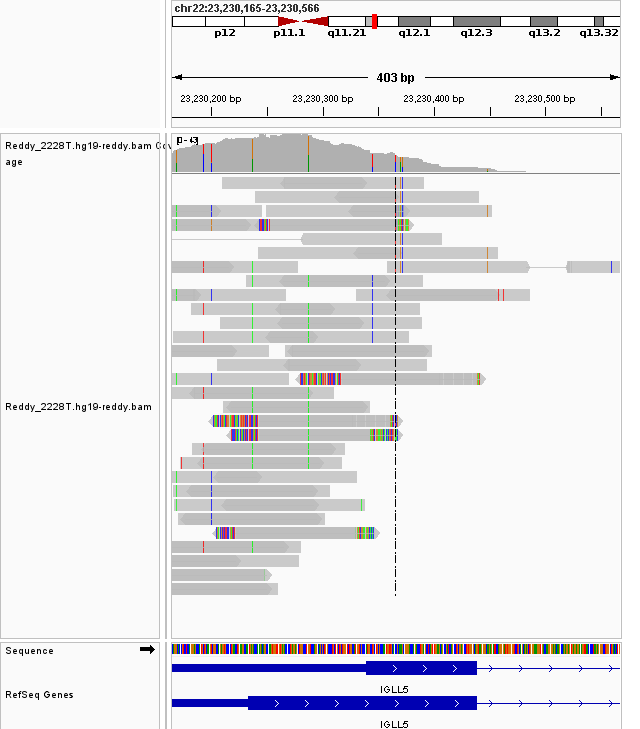 chr22:23,230,165-23,230,566
p12 p11.1 q11.21 q12.1 q12.3 q13.2 q13.32
403 bp
23,230,200 bp 23,230,300 bp 23,230,400 bp 23,230,500 bp
Reddy_2228T.hg19-reddy.bam Cov
age
Reddy_2228T.hg19-reddy.bam
Sequence
IGLL5
RefSeq Genes
IGLL5